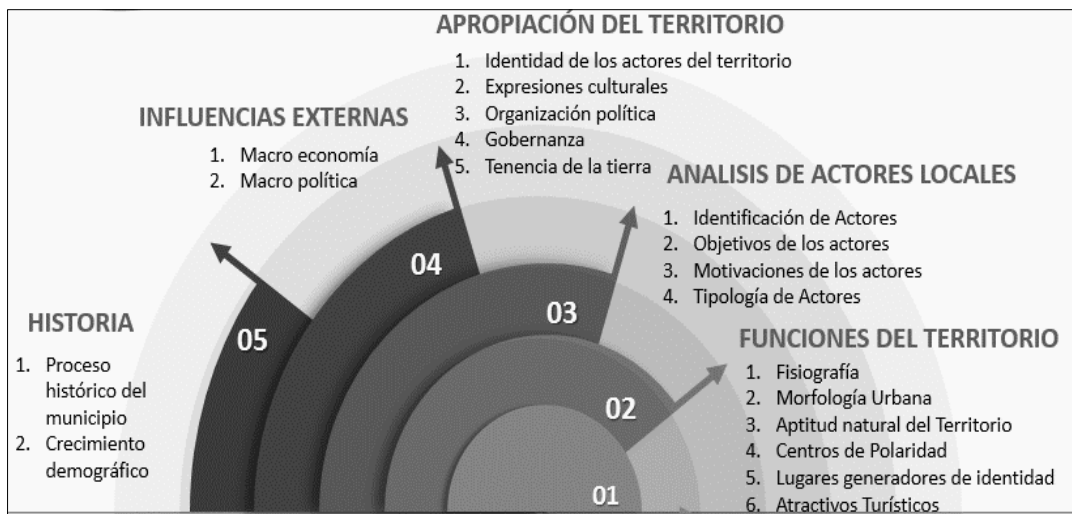 APROPIACIÓN DEL TERRITORIO
1. Identidad de los actores del territorio
2. Expresiones culturales
3. Organización política
4. Gobernanza
5. Tenencia de la tierra
INFLUENCIAS EXTERNAS
1. Macro economía
2. Macro política
ANALISIS DE ACTORES LOCALES
1. Identificación de Actores
2. Objetivos de los actores
3. Motivaciones de los actores
4. Tipología de Actores
HISTORIA
1. Proceso
histórico del
municipio
2. Crecimiento
demográfico
FUNCIONES DEL TERRITORIO
1. Fisiografía
2. Morfología Urbana
3. Aptitud natural del Territorio
4. Centros de Polaridad
5. Lugares generadores de identidad
6. Atractivos Turísticos
05
04
03
02
01